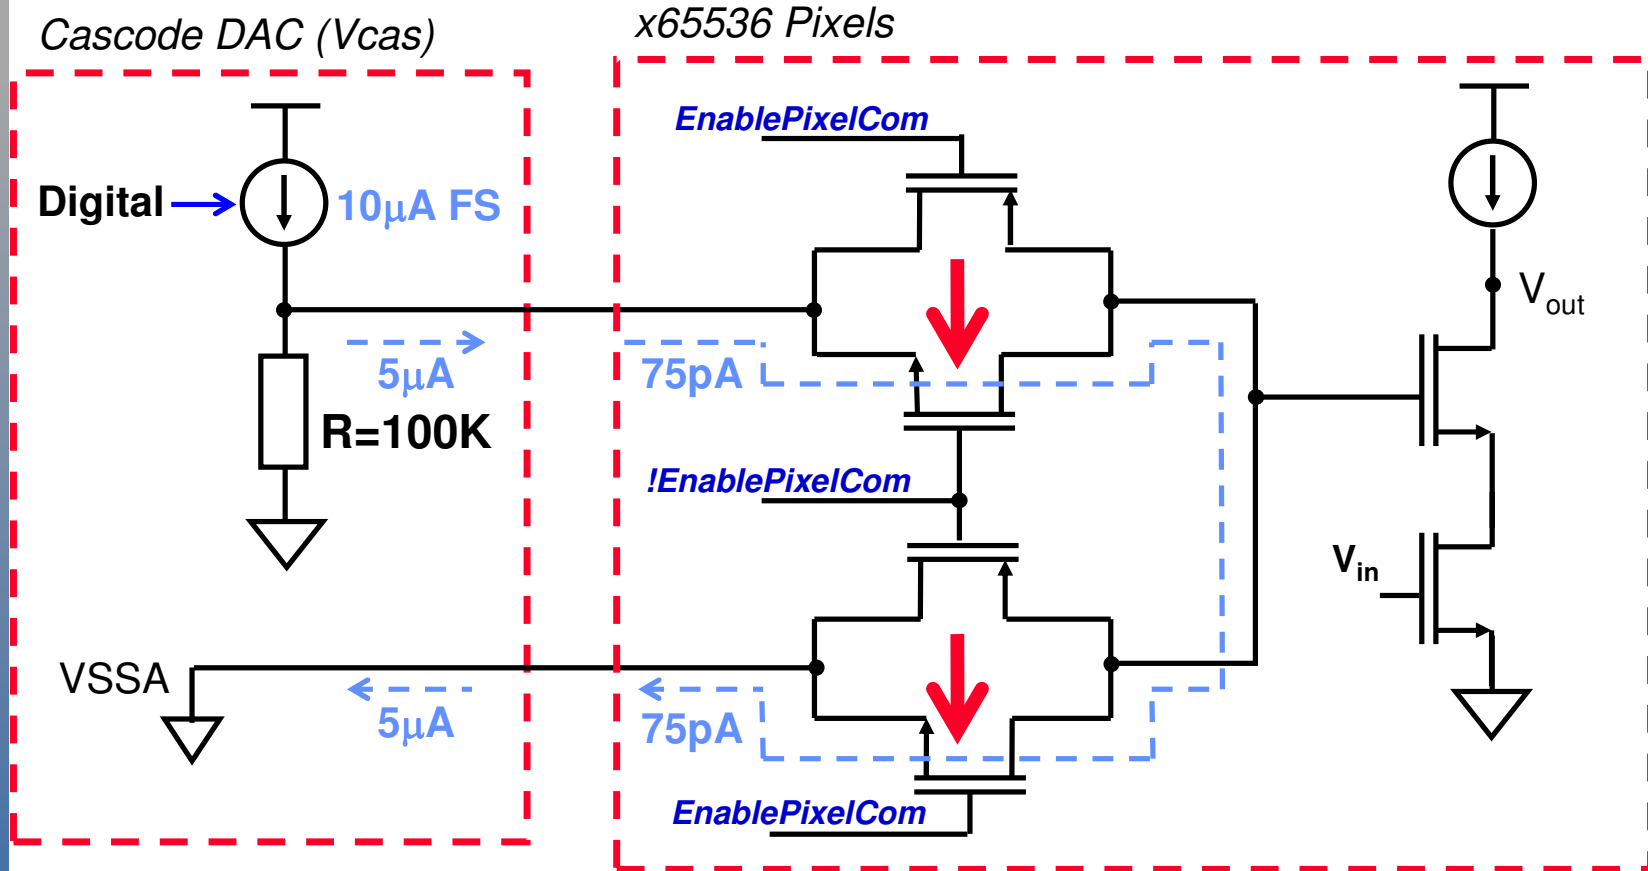 Cascode DAC (Vcas)
x65536 Pixels
EnablePixelCom
Digital
10μA FS
Vout
5μA
75pA
R=100K
!EnablePixelCom
Vin
VSSA
5μA
75pA
EnablePixelCom